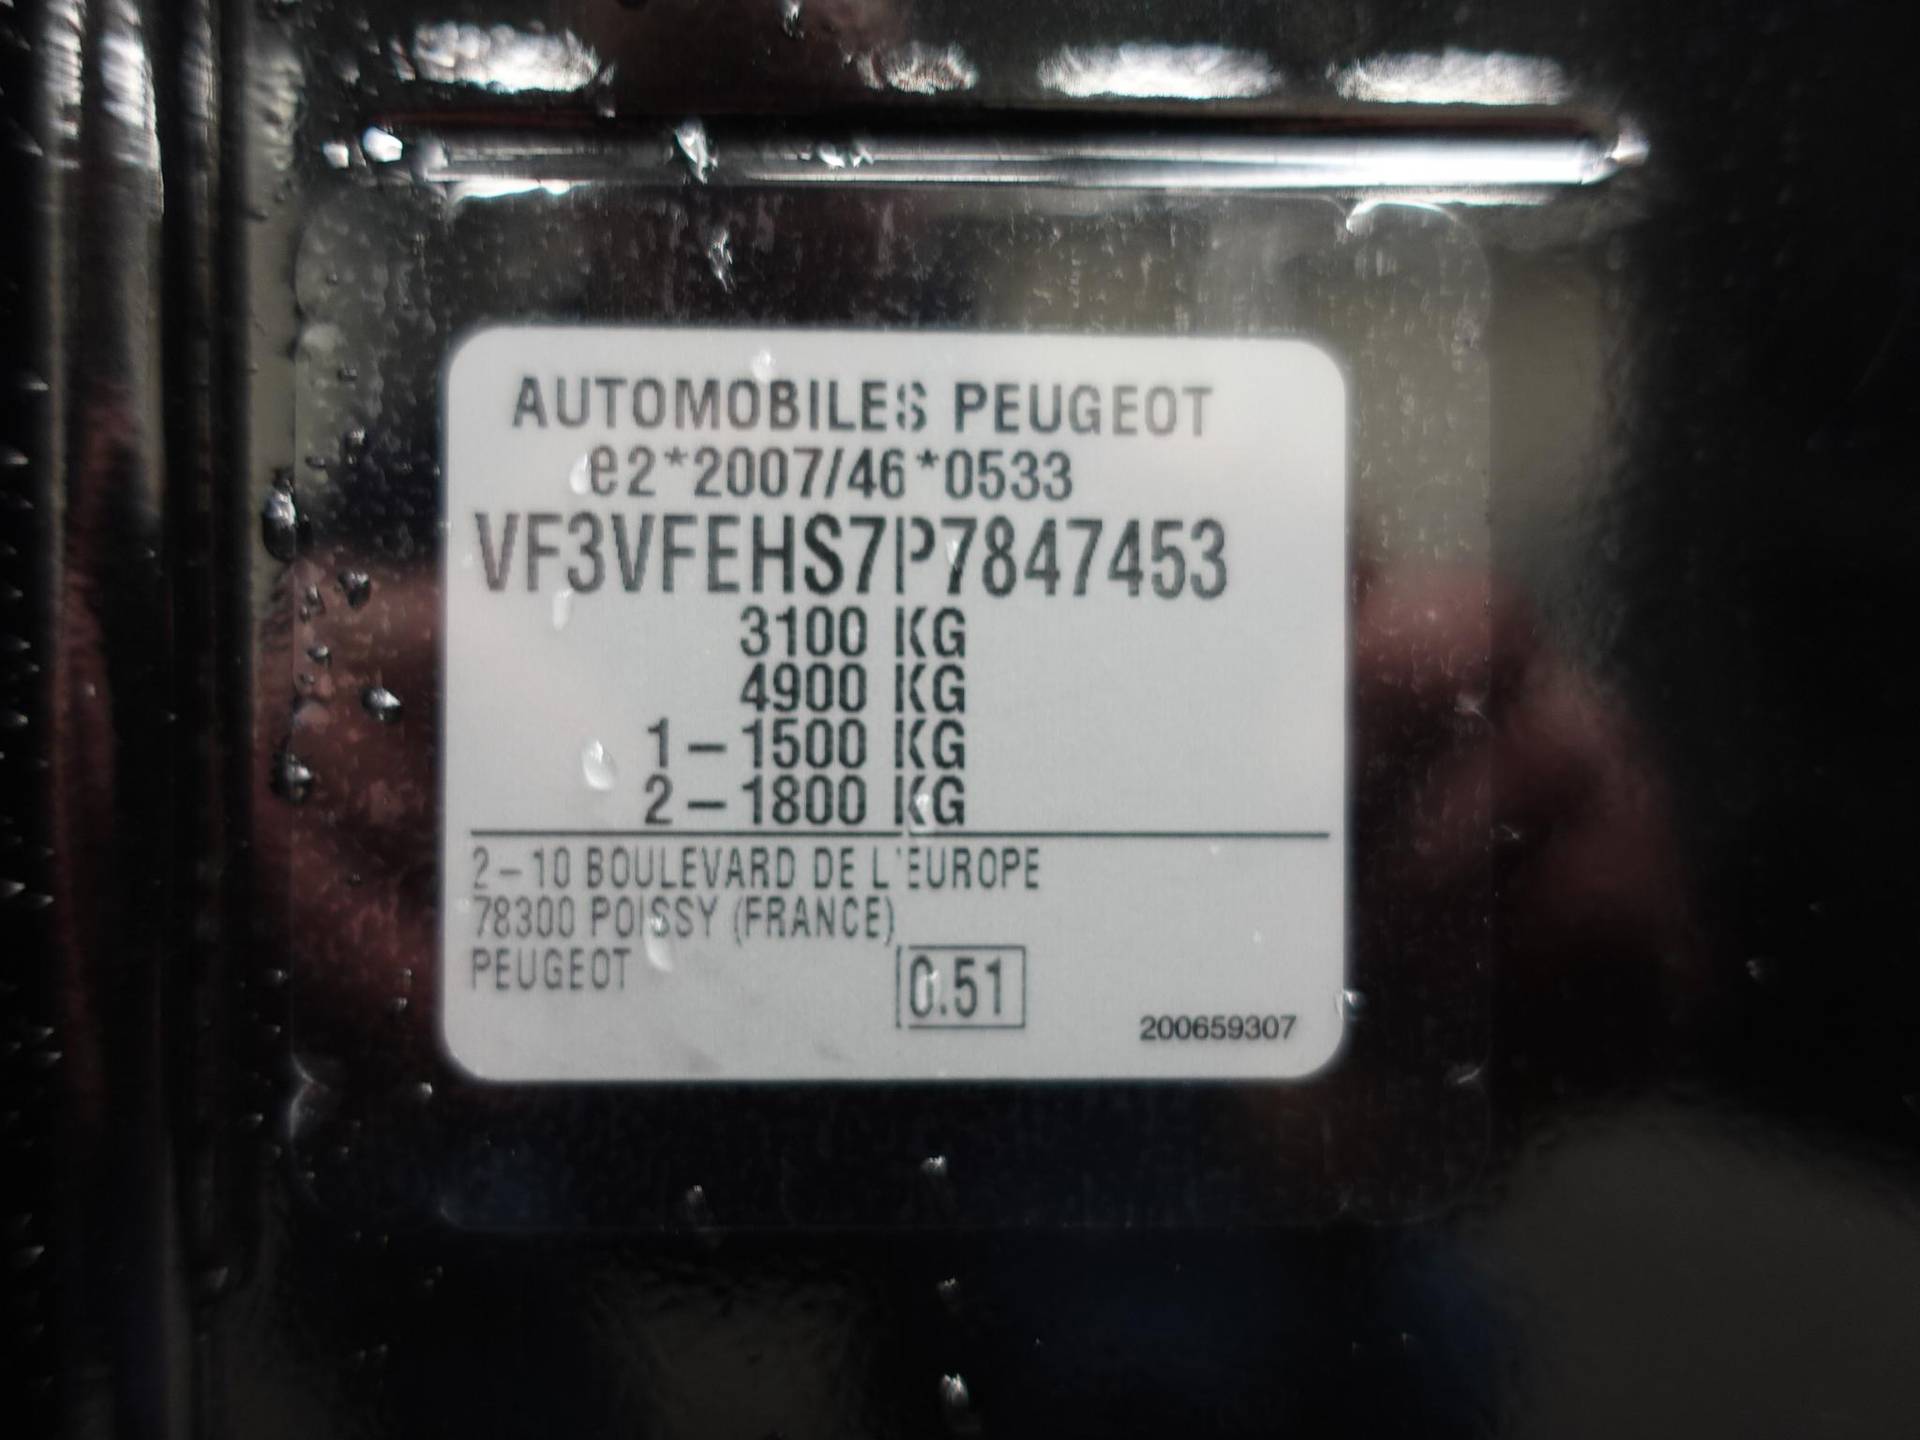 AUTOMOBILES PEUGEOT
e2*2007/46*0533
VF3VFEHS7P7847453
3100 KG
4900 KG
1-1500 KG
2-1800 KG
2-10 BOULEVARD DE L'EUROPE
78300 POISSY (FRANCE)
PEUGEOT
0.51
200659307